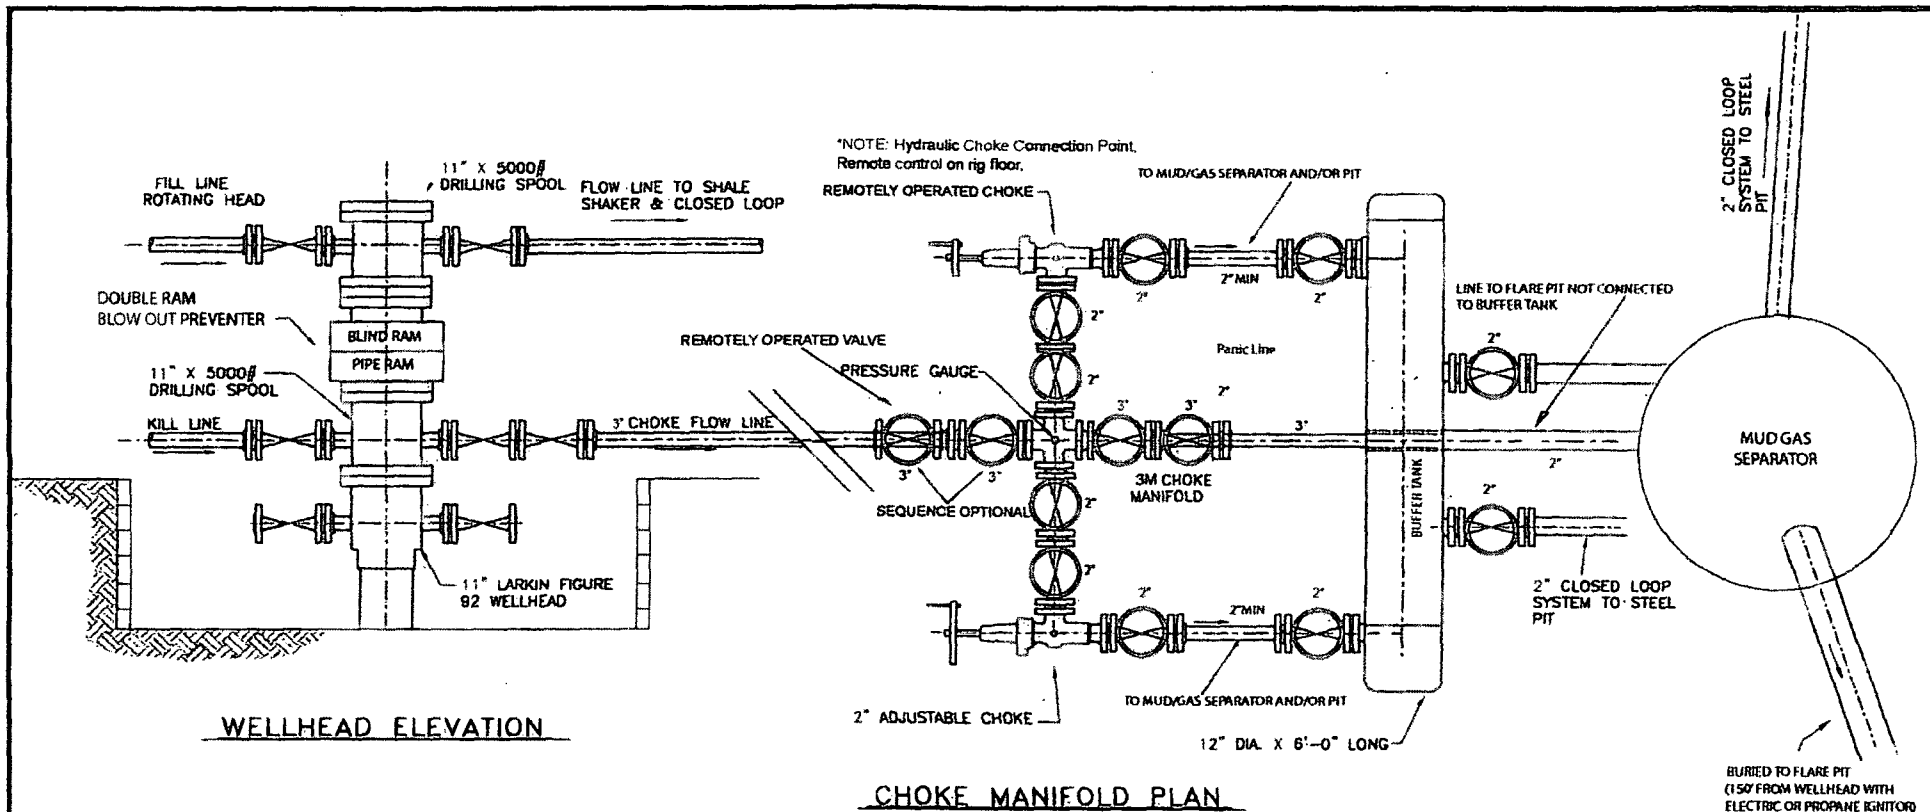 FILL LINE
ROTATING HEAD
11" X 5000#
DRILLING SPOOL
FLOW LINE TO SHALE
SHAKER & CLOSED LOOP
DOUBLE RAM
BLOW OUT PREVENTER
BLIND RAM
PIPE RAM
11" X 5000#
DRILLING SPOOL
KILL LINE
3" CHOKE FLOW LINE
11" LARKIN FIGURE
92 WELLHEAD
WELLHEAD ELEVATION
*NOTE: Hydraulic Choke Connection Point,
Remote control on rig floor.
REMOTELY OPERATED CHOKE
TO MUD/GAS SEPARATOR AND/OR PIT
2"
2" MIN
2"
2"
REMOTELY OPERATED VALVE
PRESSURE GAUGE
2"
Panic Line
2"
3"
3"
3"
3"
3"
SEQUENCE OPTIONAL
3M CHOKE
MANIFOLD
2"
2"
2"
2"MIN
2"
TO MUD/GAS SEPARATOR AND/OR PIT
2" ADJUSTABLE CHOKE
BUFFER TANK
12" DIA. X 6'-0" LONG
CHOKE MANIFOLD PLAN
LINE TO FLARE PIT NOT CONNECTED
TO BUFFER TANK
2"
2"
2"
2" CLOSED LOOP
SYSTEM TO STEEL
PIT
2" CLOSED LOOP
SYSTEM TO STEEL
PIT
MUD GAS
SEPARATOR
BURIED TO FLARE PIT
(150' FROM WELLHEAD WITH
ELECTRIC OR PROPANE IGNITOR)